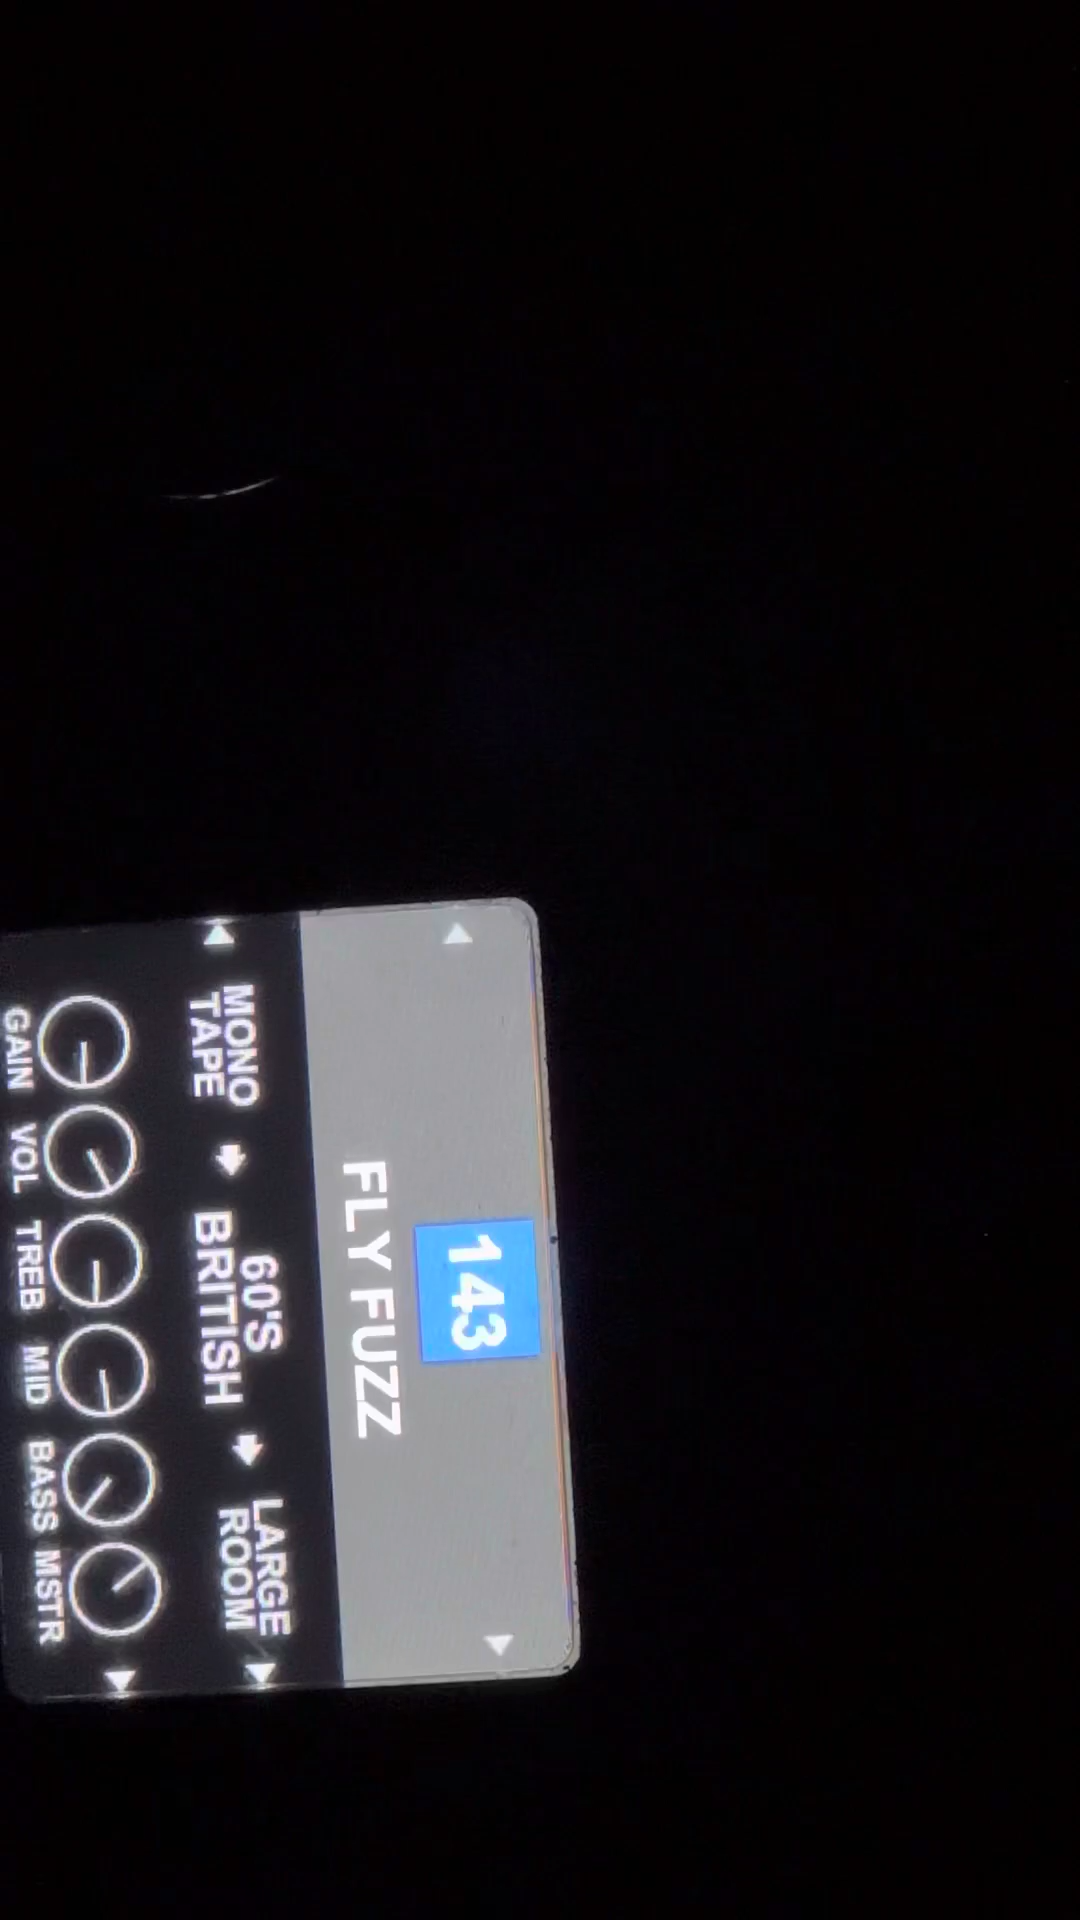 143
FLY FUZZ
MONO
TAPE
60'S
BRITISH
LARGE
ROOM
GAIN VOL TREB MID BASS MSTR